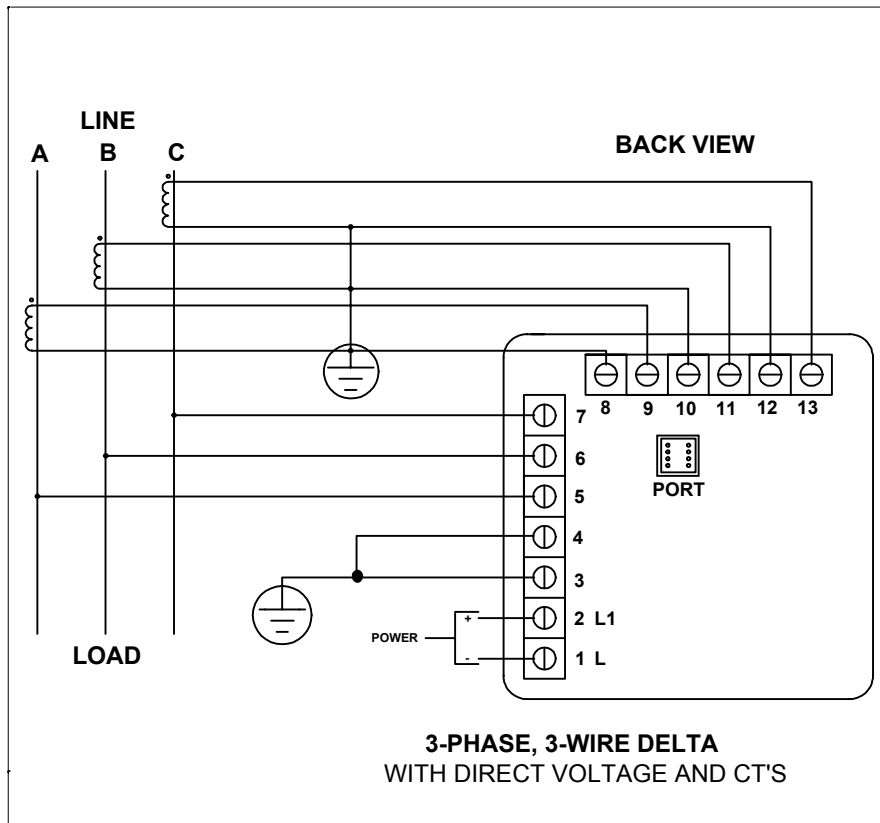 LINE
A B C
BACK VIEW
8 9 10 11 12 13
7
6
PORT
5
4
3
+
2 L1
POWER
-
1 L
LOAD
3-PHASE, 3-WIRE DELTA
WITH DIRECT VOLTAGE AND CT'S